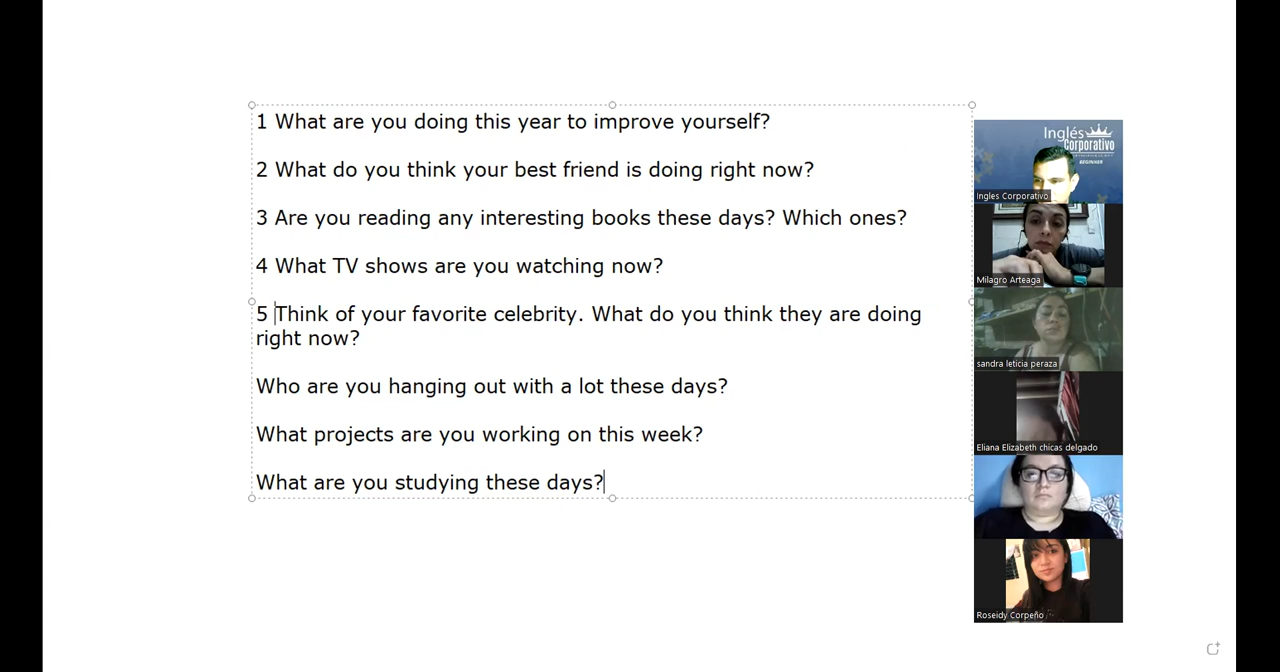 1 What are you doing this year to improve yourself?
2 What do you think your best friend is doing right now?
3 Are you reading any interesting books these days? Which ones?
4 What TV shows are you watching now?
5 Think of your favorite celebrity. What do you think they are doing
right now?
Who are you hanging out with a lot these days?
What projects are you working on this week?
What are you studying these days?
Inglés
Corporativo
BEGINNER
Ingles Corporativo
Milagro Arteaga
sandra leticia peraza
Eliana Elizabeth chicas delgado
Roseidy Corpeño